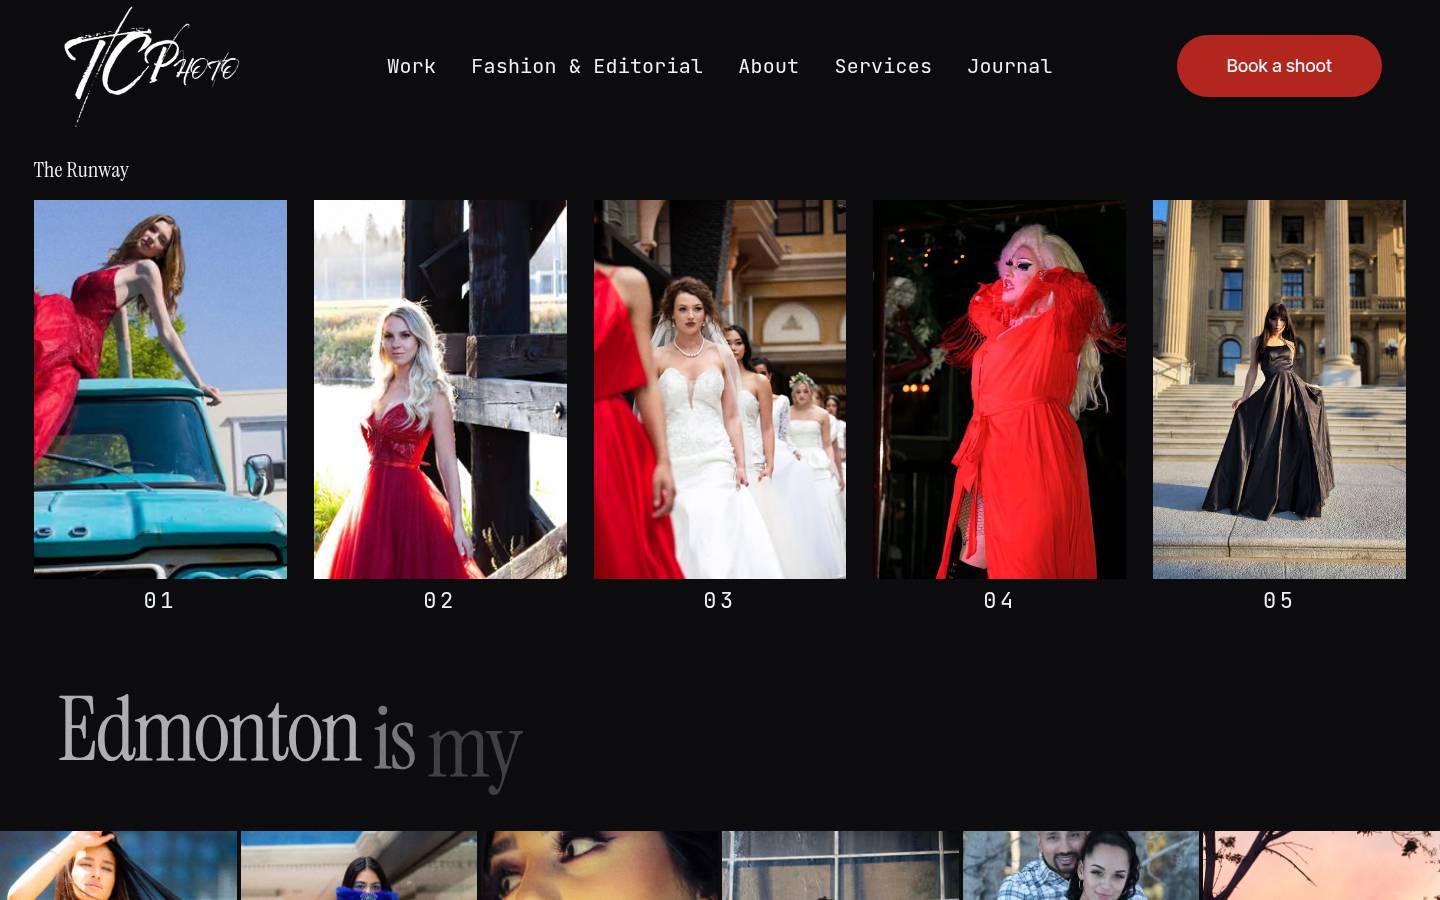 TCPHOTO
Work Fashion & Editorial About Services Journal
Book a shoot
The Runway
01 02 03 04 05
Edmonton is my